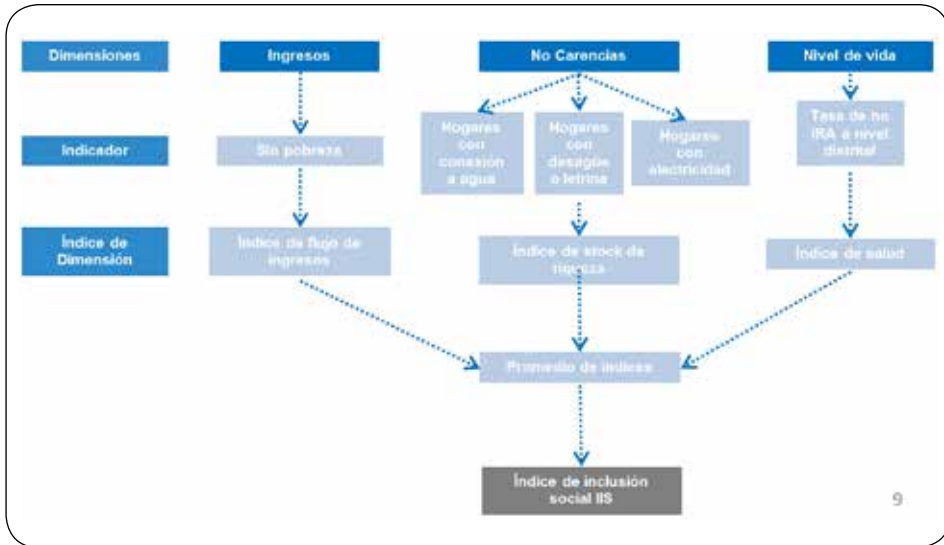 Dimensiones
Ingresos
No Carencias
Nivel de vida
Indicador
Sin pobreza
Hogares
con
conexión
a agua
Hogares
con
desagüe
o letrina
Hogares
con
electricidad
Tasa de no
IRA a nivel
distrital
Índice de
Dimensión
Índice de flujo de
ingresos
Índice de stock de
riqueza
Índice de salud
Promedio de índices
Índice de inclusión
social IIS
9